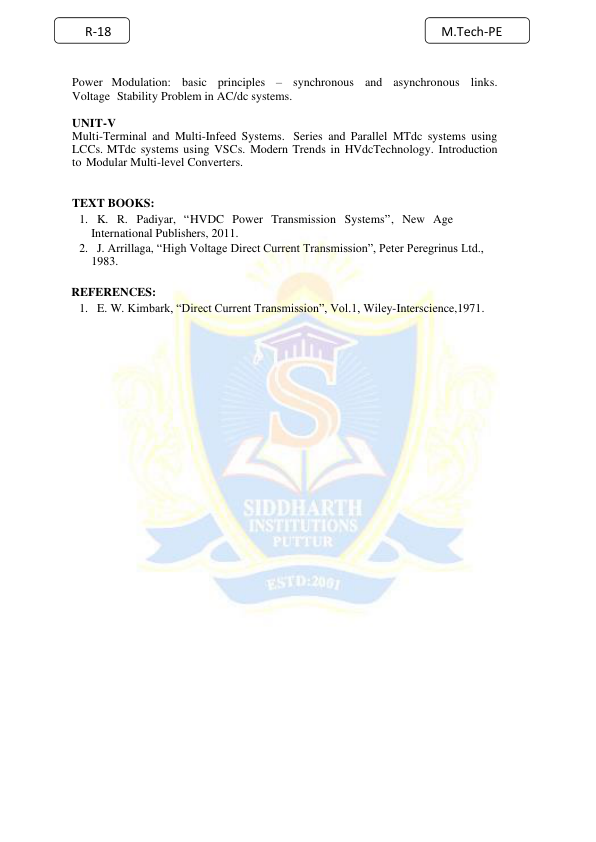 R-18
M.Tech-PE
Power Modulation: basic principles – synchronous and asynchronous links.
Voltage Stability Problem in AC/dc systems.
UNIT-V
Multi-Terminal and Multi-Infeed Systems. Series and Parallel MTdc systems using
LCCs. MTdc systems using VSCs. Modern Trends in HVdcTechnology. Introduction
to Modular Multi-level Converters.
TEXT BOOKS:
1. K. R. Padiyar, “HVDC Power Transmission Systems”, New Age
International Publishers, 2011.
2. J. Arrillaga, “High Voltage Direct Current Transmission”, Peter Peregrinus Ltd.,
1983.
REFERENCES:
1. E. W. Kimbark, “Direct Current Transmission”, Vol.1, Wiley-Interscience,1971.
S
SIDDHARTH
INSTITUTIONS
PUTTUR
ESTD:2001